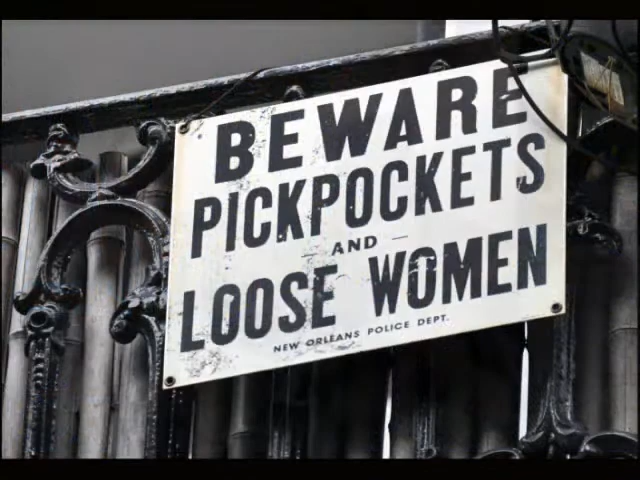 BEWARE
PICKPOCKETS
AND
LOOSE WOMEN
NEW ORLEANS POLICE DEPT.